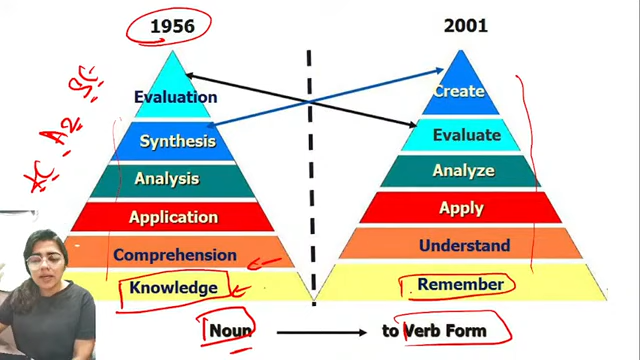 1956
2001
Evaluation
Create
Synthesis
Evaluate
Analysis
Analyze
Application
Apply
Comprehension
Understand
Knowledge
Remember
Noun
to Verb Form